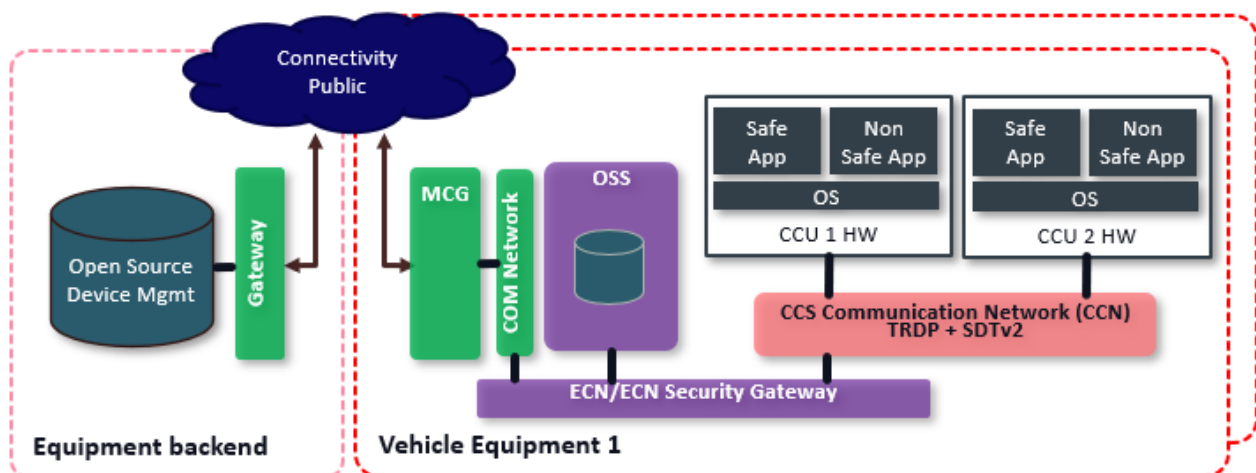 Connectivity
Public
Open Source
Device Mgmt
Gateway
Equipment backend
MCG
COM Network
OSS
Safe
App
Non
Safe App
OS
CCU 1 HW
Safe
App
Non
Safe App
OS
CCU 2 HW
CCS Communication Network (CCN)
TRDP + SDTv2
ECN/ECN Security Gateway
Vehicle Equipment 1